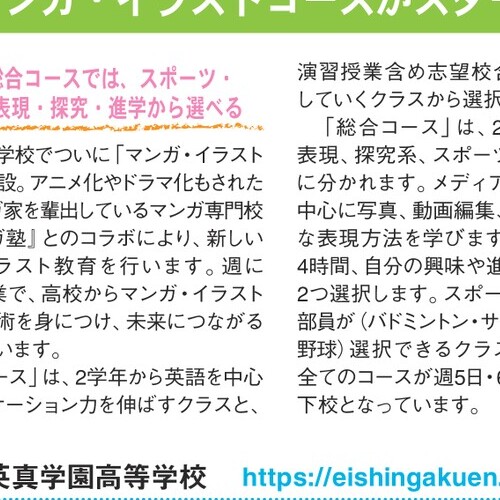 ンガ・イラストコースがスター
総合コースでは、スポーツ・
表現・探究・進学から選べる
学校でついに「マンガ・イラスト
設。アニメ化やドラマ化もされた
家を輩出しているマンガ専門校
塾』とのコラボにより、新しい
ラスト教育を行います。週に
業で、高校からマンガ・イラスト
術を身につけ、未来につながる
います。
ース」は、2学年から英語を中心
ケーション力を伸ばすクラスと、
演習授業含め志望校合
していくクラスから選択
「総合コース」は、2
表現、探究系、スポーツ
に分かれます。メディア
中心に写真、動画編集、
な表現方法を学びます
4時間、自分の興味や進
2つ選択します。スポー
部員が(バドミントン・サ
野球)選択できるクラス
全てのコースが週5日・6
下校となっています。
英真学園高等学校 https://eishingakuen.